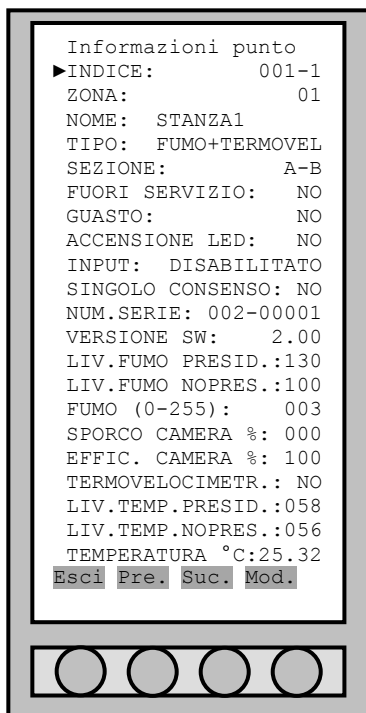 Informazioni punto
►INDICE: 001-1
ZONA: 01
NOME: STANZA1
TIPO: FUMO+TERMOVEL
SEZIONE: A-B
FUORI SERVIZIO: NO
GUASTO: NO
ACCENSIONE LED: NO
INPUT: DISABILITATO
SINGOLO CONSENSO: NO
NUM.SERIE: 002-00001
VERSIONE SW: 2.00
LIV.FUMO PRESID.:130
LIV.FUMO NOPRES.:100
FUMO (0-255): 003
SPORCO CAMERA %: 000
EFFIC. CAMERA %: 100
TERMOVELOCIMETR.: NO
LIV.TEMP.PRESID.:058
LIV.TEMP.NOPRES.:056
TEMPERATURA °C:25.32
Esci Pre. Suc. Mod.